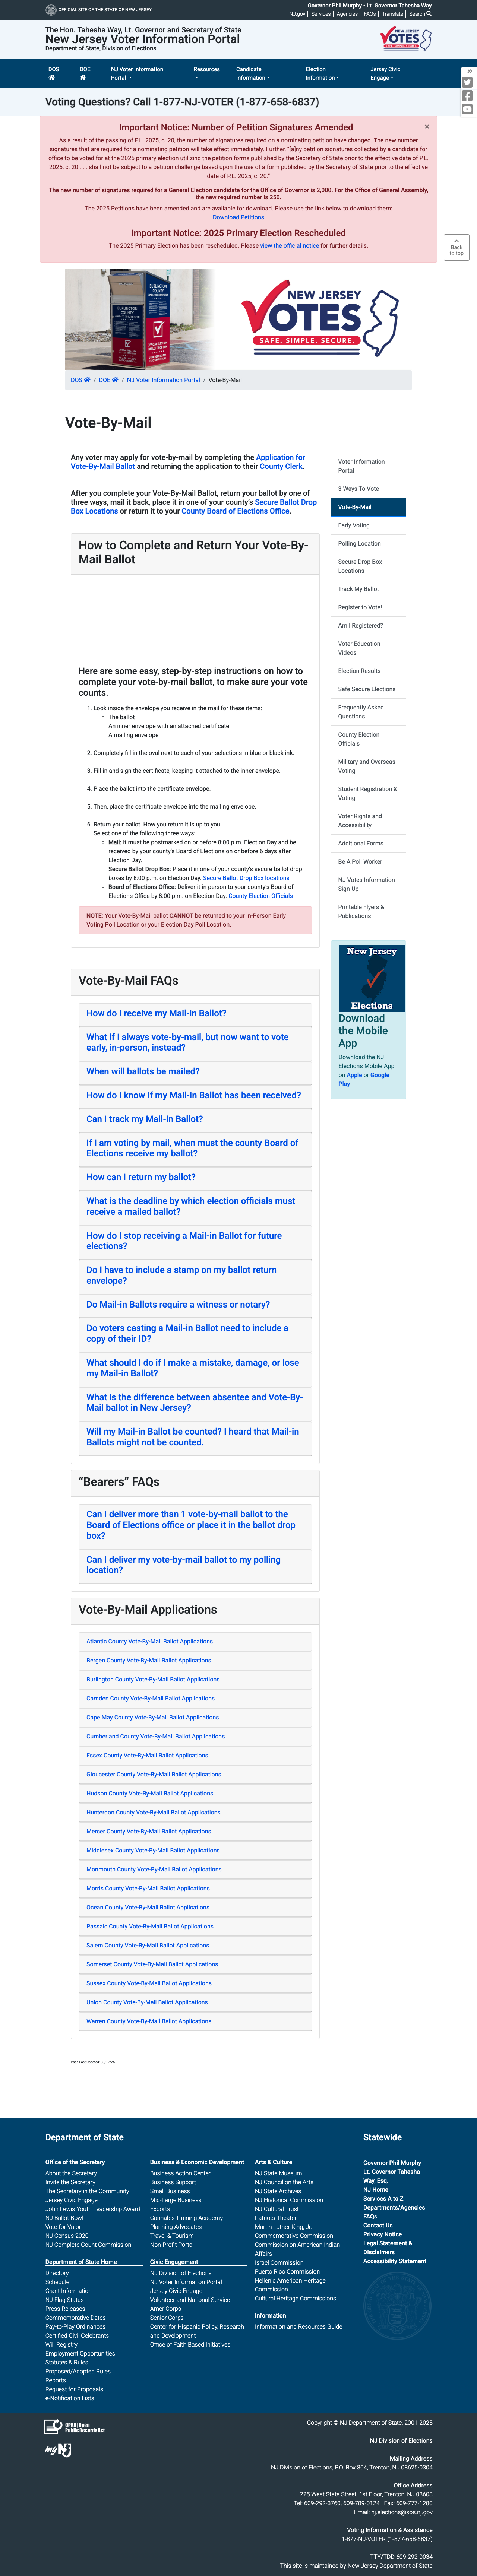 OFFICIAL SITE OF THE STATE OF NEW JERSEY
Governor Phil Murphy • Lt. Governor Tahesha Way
NJ.gov | Services | Agencies | FAQs | Translate | Search
The Hon. Tahesha Way, Lt. Governor and Secretary of State
New Jersey Voter Information Portal
Department of State, Division of Elections
NEW JERSEY
VOTES
DOS
DOE
NJ Voter Information Portal
Resources
Candidate Information
Election Information
Jersey Civic Engage
Voting Questions? Call 1-877-NJ-VOTER (1-877-658-6837)
Important Notice: Number of Petition Signatures Amended
×
As a result of the passing of P.L. 2025, c. 20, the number of signatures required on a nominating petition have changed. The new number
signatures that are required for a nominating petition will take effect immediately. Further, "[a]ny petition signatures collected by a candidate for
office to be voted for at the 2025 primary election utilizing the petition forms published by the Secretary of State prior to the effective date of P.L.
2025, c. 20 . . . shall not be subject to a petition challenge based upon the use of a form published by the Secretary of State prior to the effective
date of P.L. 2025, c. 20."
The new number of signatures required for a General Election candidate for the Office of Governor is 2,000. For the Office of General Assembly,
the new required number is 250.
The 2025 Petitions have been amended and are available for download. Please use the link below to download them:
Download Petitions
Important Notice: 2025 Primary Election Rescheduled
The 2025 Primary Election has been rescheduled. Please view the official notice for further details.
Back
to top
NEW JERSEY
VOTES
SAFE. SIMPLE. SECURE.
DOS / DOE / NJ Voter Information Portal / Vote-By-Mail
Vote-By-Mail
Any voter may apply for vote-by-mail by completing the Application for
Vote-By-Mail Ballot and returning the application to their County Clerk.
After you complete your Vote-By-Mail Ballot, return your ballot by one of
three ways, mail it back, place it in one of your county's Secure Ballot Drop
Box Locations or return it to your County Board of Elections Office.
How to Complete and Return Your Vote-By-
Mail Ballot
Here are some easy, step-by-step instructions on how to
complete your vote-by-mail ballot, to make sure your vote
counts.
1. Look inside the envelope you receive in the mail for these items:
The ballot
An inner envelope with an attached certificate
A mailing envelope
2. Completely fill in the oval next to each of your selections in blue or black ink.
3. Fill in and sign the certificate, keeping it attached to the inner envelope.
4. Place the ballot into the certificate envelope.
5. Then, place the certificate envelope into the mailing envelope.
6. Return your ballot. How you return it is up to you.
Select one of the following three ways:
Mail: It must be postmarked on or before 8:00 p.m. Election Day and be
received by your county's Board of Elections on or before 6 days after
Election Day.
Secure Ballot Drop Box: Place it in one of your county's secure ballot drop
boxes by 8:00 p.m. on Election Day. Secure Ballot Drop Box locations
Board of Elections Office: Deliver it in person to your county's Board of
Elections Office by 8:00 p.m. on Election Day. County Election Officials
NOTE: Your Vote-By-Mail ballot CANNOT be returned to your In-Person Early
Voting Poll Location or your Election Day Poll Location.
Voter Information
Portal
3 Ways To Vote
Vote-By-Mail
Early Voting
Polling Location
Secure Drop Box
Locations
Track My Ballot
Register to Vote!
Am I Registered?
Voter Education
Videos
Election Results
Safe Secure Elections
Frequently Asked
Questions
County Election
Officials
Military and Overseas
Voting
Student Registration &
Voting
Voter Rights and
Accessibility
Additional Forms
Be A Poll Worker
NJ Votes Information
Sign-Up
Printable Flyers &
Publications
New Jersey
Elections
Download
the Mobile
App
Download the NJ
Elections Mobile App
on Apple or Google
Play
Vote-By-Mail FAQs
How do I receive my Mail-in Ballot?
What if I always vote-by-mail, but now want to vote
early, in-person, instead?
When will ballots be mailed?
How do I know if my Mail-in Ballot has been received?
Can I track my Mail-in Ballot?
If I am voting by mail, when must the county Board of
Elections receive my ballot?
How can I return my ballot?
What is the deadline by which election officials must
receive a mailed ballot?
How do I stop receiving a Mail-in Ballot for future
elections?
Do I have to include a stamp on my ballot return
envelope?
Do Mail-in Ballots require a witness or notary?
Do voters casting a Mail-in Ballot need to include a
copy of their ID?
What should I do if I make a mistake, damage, or lose
my Mail-in Ballot?
What is the difference between absentee and Vote-By-
Mail ballot in New Jersey?
Will my Mail-in Ballot be counted? I heard that Mail-in
Ballots might not be counted.
"Bearers" FAQs
Can I deliver more than 1 vote-by-mail ballot to the
Board of Elections office or place it in the ballot drop
box?
Can I deliver my vote-by-mail ballot to my polling
location?
Vote-By-Mail Applications
Atlantic County Vote-By-Mail Ballot Applications
Bergen County Vote-By-Mail Ballot Applications
Burlington County Vote-By-Mail Ballot Applications
Camden County Vote-By-Mail Ballot Applications
Cape May County Vote-By-Mail Ballot Applications
Cumberland County Vote-By-Mail Ballot Applications
Essex County Vote-By-Mail Ballot Applications
Gloucester County Vote-By-Mail Ballot Applications
Hudson County Vote-By-Mail Ballot Applications
Hunterdon County Vote-By-Mail Ballot Applications
Mercer County Vote-By-Mail Ballot Applications
Middlesex County Vote-By-Mail Ballot Applications
Monmouth County Vote-By-Mail Ballot Applications
Morris County Vote-By-Mail Ballot Applications
Ocean County Vote-By-Mail Ballot Applications
Passaic County Vote-By-Mail Ballot Applications
Salem County Vote-By-Mail Ballot Applications
Somerset County Vote-By-Mail Ballot Applications
Sussex County Vote-By-Mail Ballot Applications
Union County Vote-By-Mail Ballot Applications
Warren County Vote-By-Mail Ballot Applications
Department of State
Office of the Secretary
About the Secretary
Invite the Secretary
The Secretary in the Community
Jersey Civic Engage
John Lewis Youth Leadership Award
NJ Ballot Bowl
Vote for Valor
NJ Census 2020
NJ Complete Count Commission
Department of State Home
Directory
Schedule
Grant Information
NJ Flag Status
Press Releases
Commemorative Dates
Pay-to-Play Ordinances
Certified Civil Celebrants
Will Registry
Employment Opportunities
Statutes & Rules
Proposed/Adopted Rules
Reports
Request for Proposals
e-Notification Lists
Business & Economic Development
Business Action Center
Business Support
Small Business
Mid-Large Business
Exports
Cannabis Training Academy
Planning Advocates
Travel & Tourism
Non-Profit Portal
Civic Engagement
NJ Division of Elections
NJ Voter Information Portal
Jersey Civic Engage
Volunteer and National Service
AmeriCorps
Senior Corps
Center for Hispanic Policy, Research
and Development
Office of Faith Based Initiatives
Arts & Culture
NJ State Museum
NJ Council on the Arts
NJ State Archives
NJ Historical Commission
NJ Cultural Trust
Patriots Theater
Martin Luther King, Jr.
Commemorative Commission
Commission on American Indian
Affairs
Israel Commission
Puerto Rico Commission
Hellenic American Heritage
Commission
Cultural Heritage Commissions
Information
Information and Resources Guide
Statewide
Governor Phil Murphy
Lt. Governor Tahesha
Way, Esq.
NJ Home
Services A to Z
Departments/Agencies
FAQs
Contact Us
Privacy Notice
Legal Statement &
Disclaimers
Accessibility Statement
OPRA | Open
Public Records Act
my NJ
Copyright © NJ Department of State, 2001-2025
NJ Division of Elections
Mailing Address
NJ Division of Elections, P.O. Box 304, Trenton, NJ 08625-0304
Office Address
225 West State Street, 1st Floor, Trenton, NJ 08608
Tel: 609-292-3760, 609-789-0124 Fax: 609-777-1280
Email: nj.elections@sos.nj.gov
Voting Information & Assistance
1-877-NJ-VOTER (1-877-658-6837)
TTY/TDD 609-292-0034
This site is maintained by New Jersey Department of State